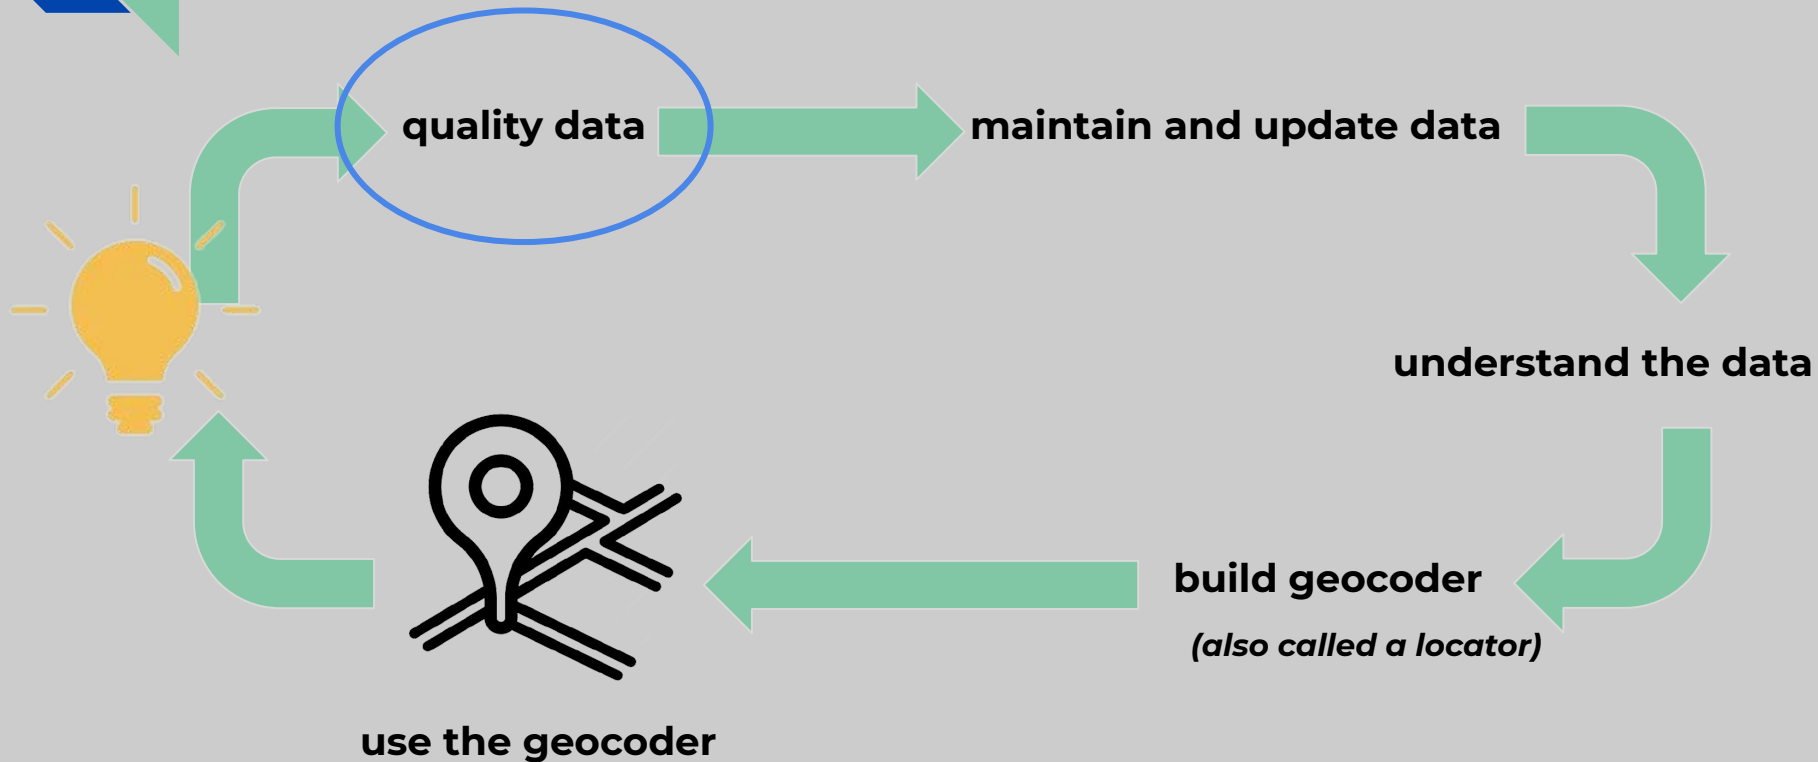 quality data
maintain and update data
understand the data
build geocoder
(also called a locator)
use the geocoder